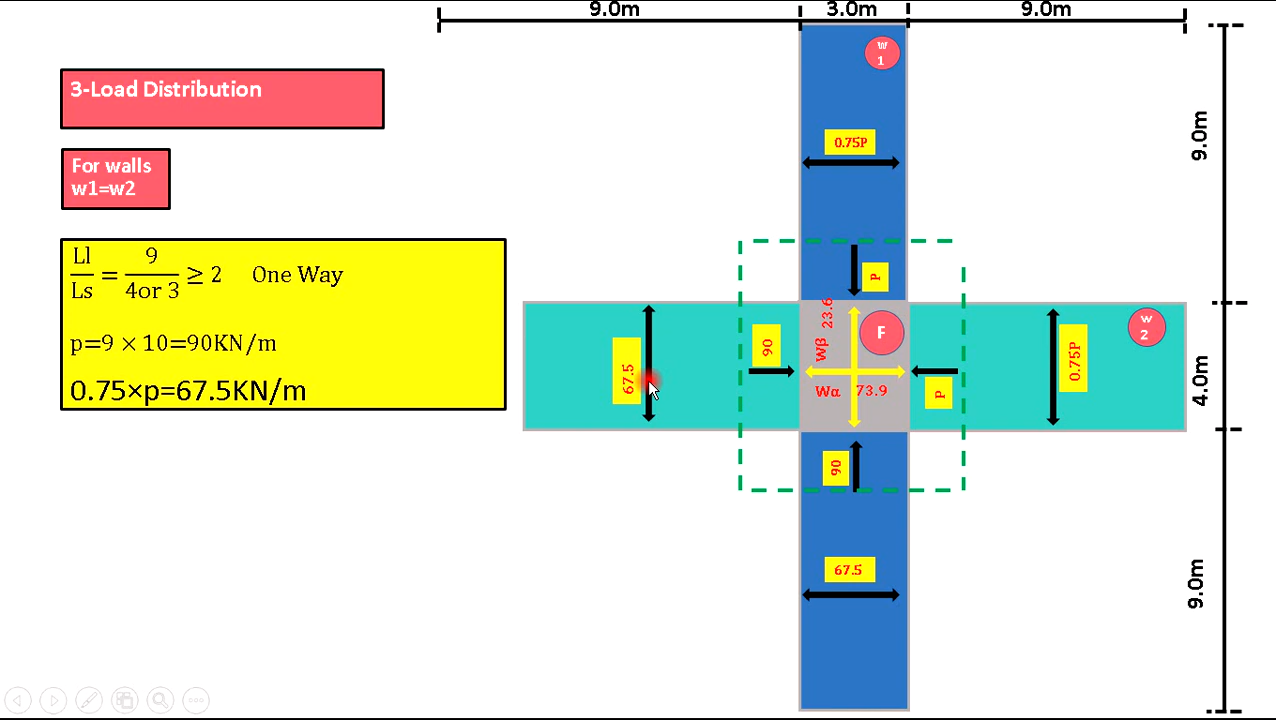 9.0m
3.0m
9.0m
w
1
3-Load Distribution
9.0m
0.75P
For walls
w1=w2
Ll/Ls = 9/4or 3 ≥ 2 One Way
p=9 × 10=90KN/m
0.75×p=67.5KN/m
P
F
w
2
Wβ 23.6
90
67.5
0.75P
4.0m
Wα 73.9
P
90
67.5
9.0m